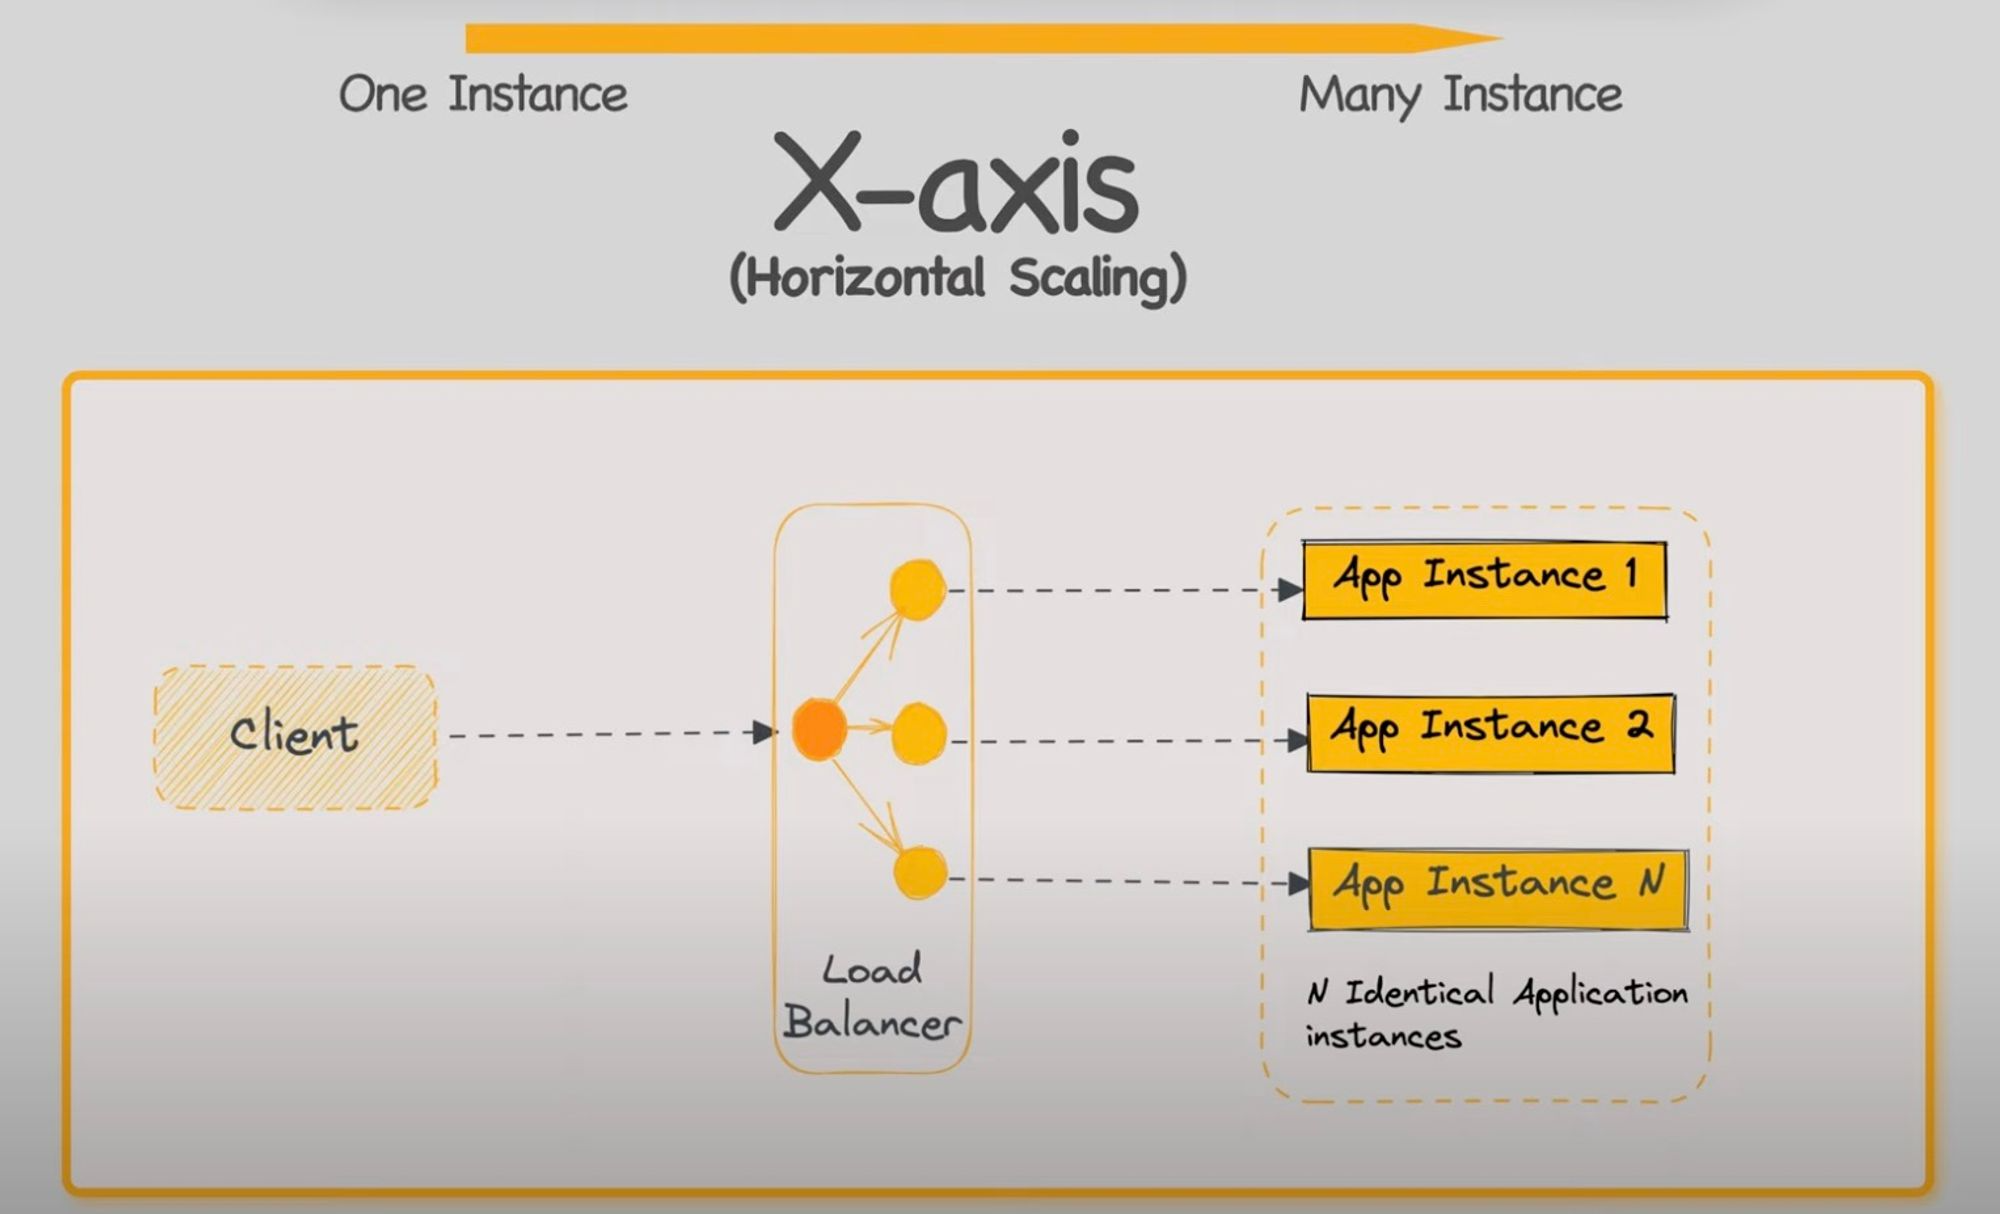 One Instance
Many Instance
X-axis
(Horizontal Scaling)
Client
Load
Balancer
App Instance 1
App Instance 2
App Instance N
N Identical Application
instances